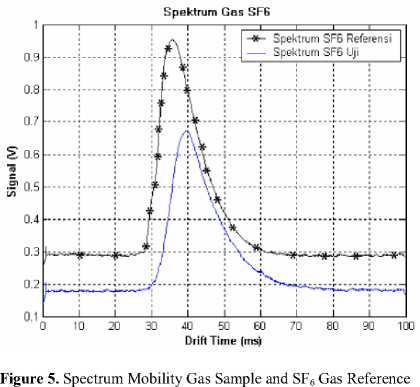 Spektrum Gas SF6
Spektrum SF6 Referensi
Spektrum SF6 Uji
1
0.9
0.8
0.7
0.6
0.5
0.4
0.3
0.2
0.1
Signal (V)
0 10 20 30 40 50 60 70 80 90 100
Drift Time (ms)
Figure 5. Spectrum Mobility Gas Sample and SF₆ Gas Reference